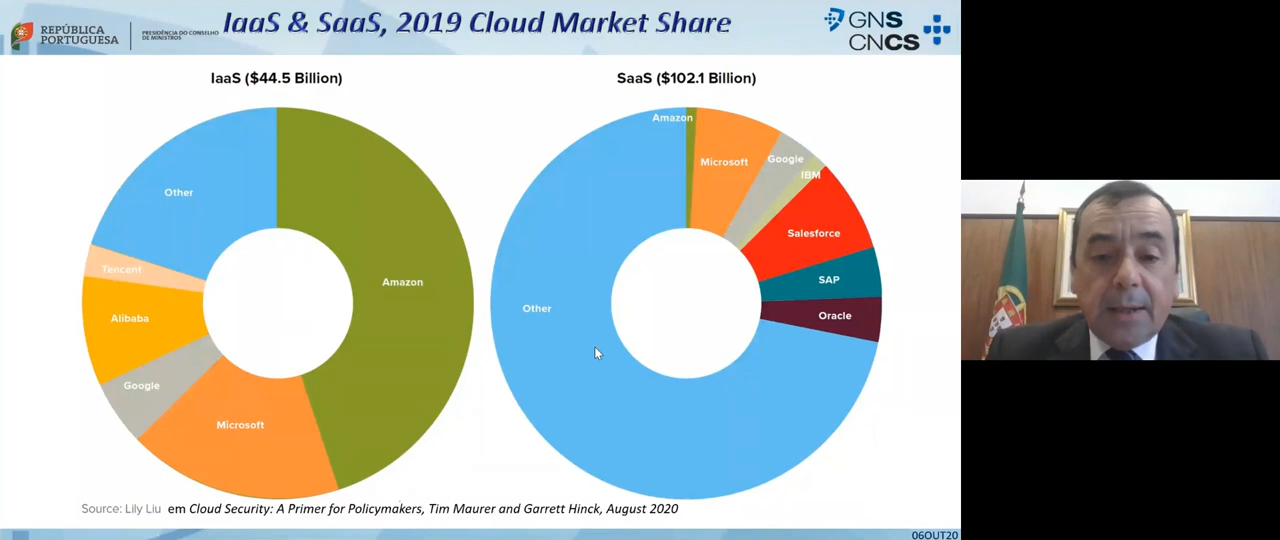 IaaS & SaaS, 2019 Cloud Market Share
REPÚBLICA
PORTUGUESA
PRESIDÊNCIA DO CONSELHO
DE MINISTROS
GNS
CNCS
IaaS ($44.5 Billion)
Other
Tencent
Alibaba
Google
Microsoft
Amazon
SaaS ($102.1 Billion)
Amazon
Microsoft
Google
IBM
Salesforce
SAP
Oracle
Other
Source: Lily Liu em Cloud Security: A Primer for Policymakers, Tim Maurer and Garrett Hinck, August 2020
06OUT20